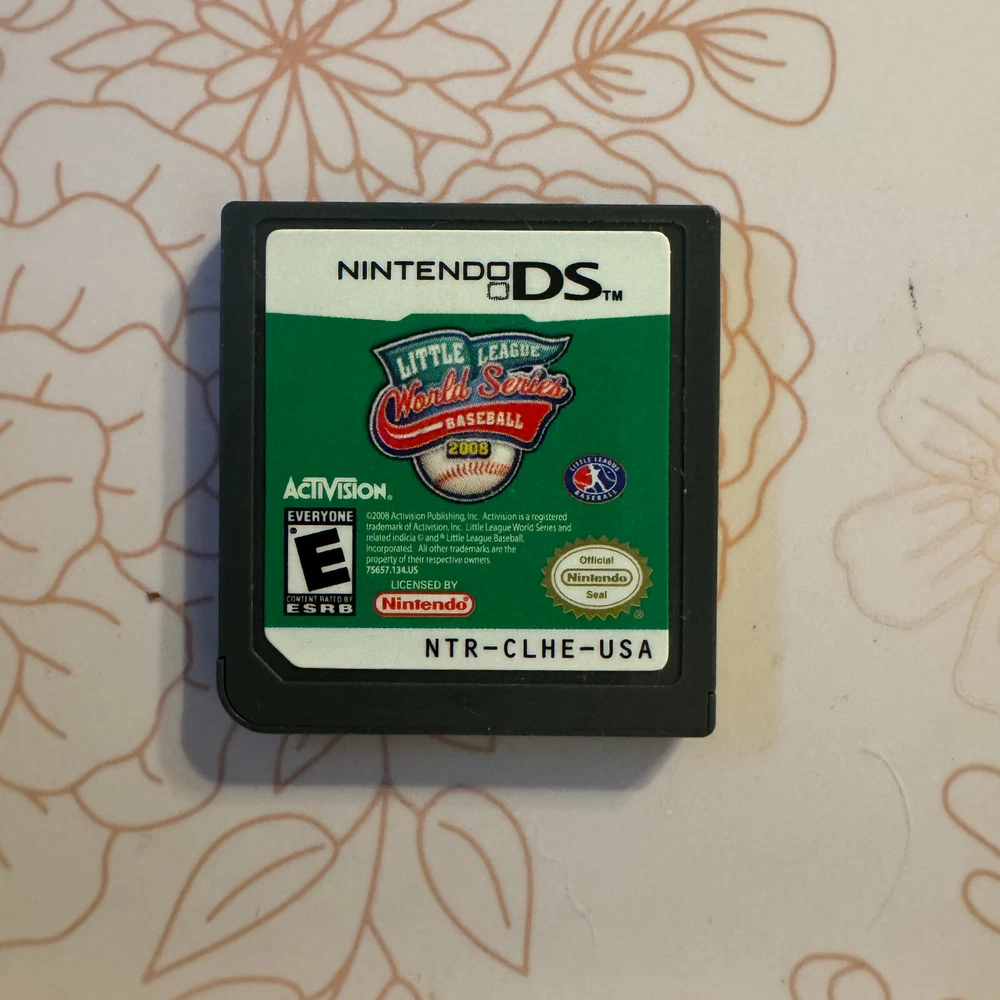 NINTENDO DS™
LITTLE LEAGUE™
World Series
BASEBALL
2008
LITTLE LEAGUE
BASEBALL
ACTIVISION®
©2008 Activision Publishing, Inc. Activision is a registered
trademark of Activision, Inc. Little League World Series and
related indicia © and ® Little League Baseball,
Incorporated. All other trademarks are the
property of their respective owners.
75657.134.US
EVERYONE
E
CONTENT RATED BY
ESRB
LICENSED BY
Nintendo®
Official
Nintendo
Seal
®
NTR-CLHE-USA